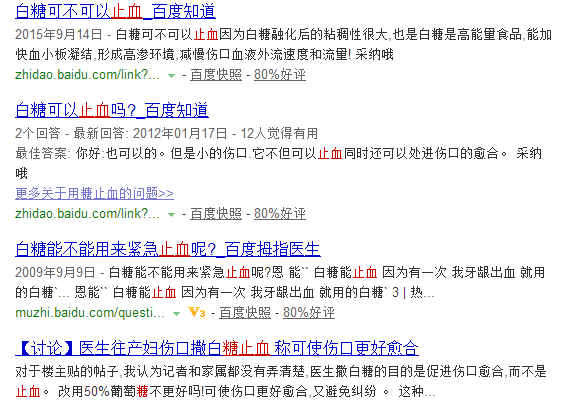 白糖可不可以止血_百度知道
2015年9月14日 - 白糖可不可以止血因为白糖融化后的粘稠性很大,也是白糖是高能量食品,能加
快血小板凝结,形成高渗环境,减慢伤口血液外流速度和流量! 采纳哦
zhidao.baidu.com/link?... - 百度快照 - 80%好评
白糖可以止血吗?_百度知道
2个回答 - 最新回答: 2012年01月17日 - 12人觉得有用
最佳答案: 你好:也可以的。但是小的伤口.它不但可以止血同时还可以处进伤口的愈合。 采纳
哦
更多关于用糖止血的问题>>
zhidao.baidu.com/link?... - 百度快照 - 80%好评
白糖能不能用来紧急止血呢?_百度拇指医生
2009年9月9日 - 白糖能不能用来紧急止血呢?恩 能`` 白糖能止血 因为有一次 我牙龈出血 就用
的白糖`... 恩能`` 白糖能止血 因为有一次 我牙龈出血 就用的白糖` 3 | 热...
muzhi.baidu.com/questi... V3 - 百度快照 - 80%好评
【讨论】医生往产妇伤口撒白糖止血 称可使伤口更好愈合
对于楼主贴的帖子,我认为记者和家属都没有弄清楚,医生撒白糖的目的是促进伤口愈合,而不是
止血。 改用50%葡萄糖不更好吗!可使伤口更好愈合,又避免纠纷 。 这种...